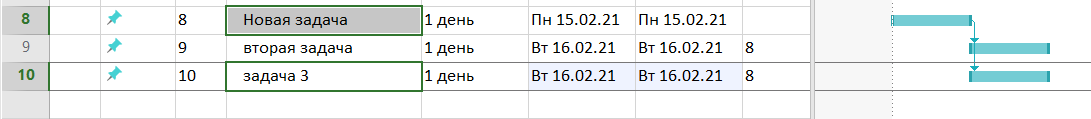 8 8 Новая задача 1 день Пн 15.02.21 Пн 15.02.21
9 9 вторая задача 1 день Вт 16.02.21 Вт 16.02.21 8
10 10 задача 3 1 день Вт 16.02.21 Вт 16.02.21 8